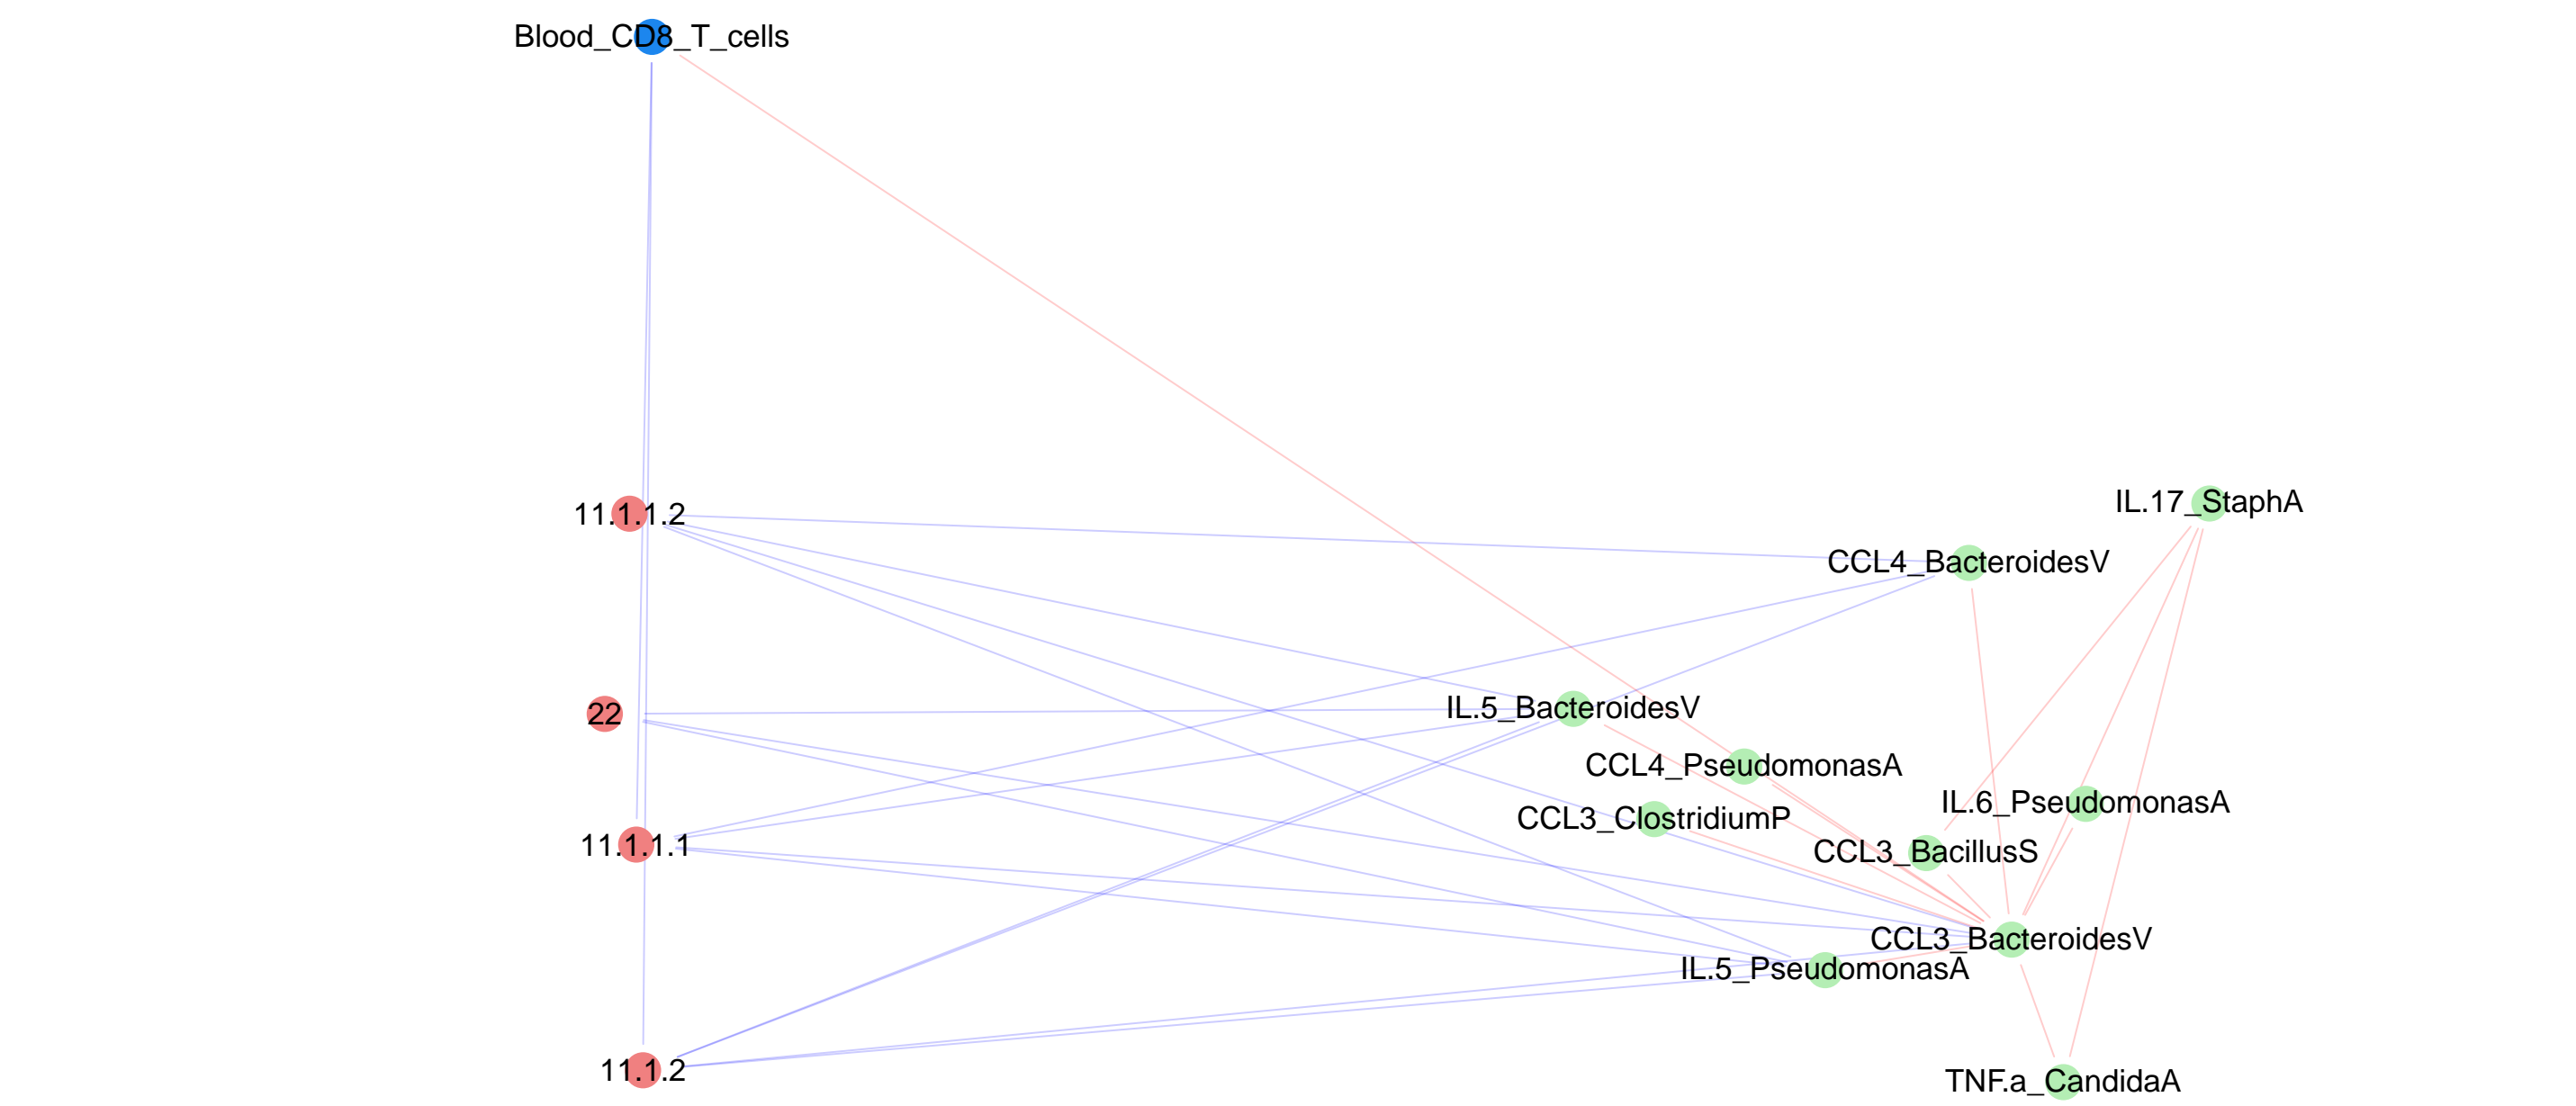 Blood_CD8_T_cells
11.1.1.2
IL.17_StaphA
CCL4_BacteroidesV
22
IL.5_BacteroidesV
CCL4_PseudomonasA
IL.6_PseudomonasA
CCL3_ClostridiumP
11.1.1.1
CCL3_BacillusS
CCL3_BacteroidesV
IL.5_PseudomonasA
11.1.2
TNF.a_CandidaA